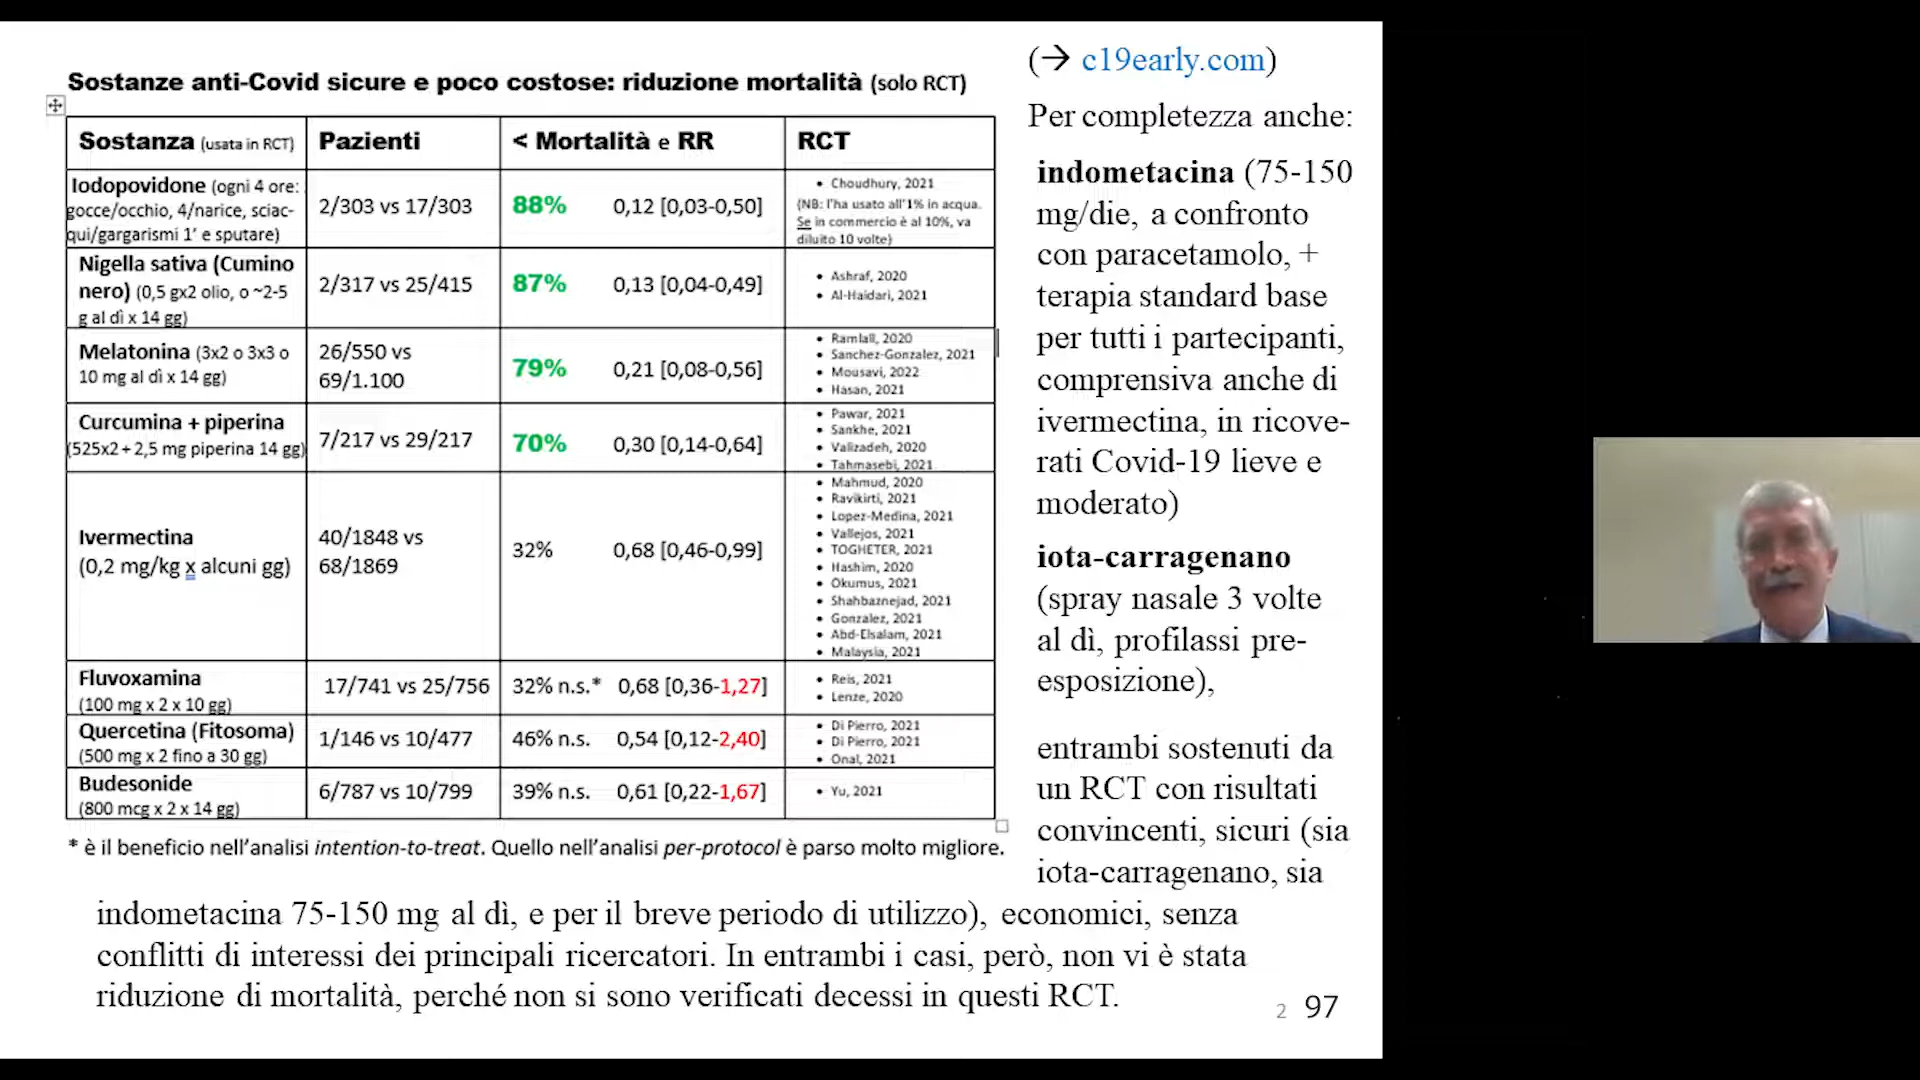 Sostanze anti-Covid sicure e poco costose: riduzione mortalità (solo RCT)
Sostanza (usata in RCT) Pazienti < Mortalità e RR RCT
Iodopovidone (ogni 4 ore:
gocce/occhio, 4/narice, sciac-
qui/gargarismi 1' e sputare)
2/303 vs 17/303
88% 0,12 [0,03-0,50]
• Choudhury, 2021
(NB: l'ha usato all'1% in acqua.
Se in commercio è al 10%, va
diluito 10 volte)
Nigella sativa (Cumino
nero) (0,5 gx2 olio, o ~2-5
g al dì x 14 gg)
2/317 vs 25/415
87% 0,13 [0,04-0,49]
• Ashraf, 2020
• Al-Haidari, 2021
Melatonina (3x2 o 3x3 o
10 mg al dì x 14 gg)
26/550 vs
69/1.100
79% 0,21 [0,08-0,56]
• Ramlall, 2020
• Sanchez-Gonzalez, 2021
• Mousavi, 2022
• Hasan, 2021
Curcumina + piperina
(525x2 + 2,5 mg piperina 14 gg)
7/217 vs 29/217
70% 0,30 [0,14-0,64]
• Pawar, 2021
• Sankhe, 2021
• Valizadeh, 2020
• Tahmasebi, 2021
Ivermectina
(0,2 mg/kg x alcuni gg)
40/1848 vs
68/1869
32% 0,68 [0,46-0,99]
• Mahmud, 2020
• Ravikirti, 2021
• Lopez-Medina, 2021
• Vallejos, 2021
• TOGHETER, 2021
• Hashim, 2020
• Okumus, 2021
• Shahbaznejad, 2021
• Gonzalez, 2021
• Abd-Elsalam, 2021
• Malaysia, 2021
Fluvoxamina
(100 mg x 2 x 10 gg)
17/741 vs 25/756
32% n.s.* 0,68 [0,36-1,27]
• Reis, 2021
• Lenze, 2020
Quercetina (Fitosoma)
(500 mg x 2 fino a 30 gg)
1/146 vs 10/477
46% n.s. 0,54 [0,12-2,40]
• Di Pierro, 2021
• Di Pierro, 2021
• Onal, 2021
Budesonide
(800 mcg x 2 x 14 gg)
6/787 vs 10/799
39% n.s. 0,61 [0,22-1,67]
• Yu, 2021
* è il beneficio nell'analisi intention-to-treat. Quello nell'analisi per-protocol è parso molto migliore.
(→ c19early.com)
Per completezza anche:
indometacina (75-150
mg/die, a confronto
con paracetamolo, +
terapia standard base
per tutti i partecipanti,
comprensiva anche di
ivermectina, in ricove-
rati Covid-19 lieve e
moderato)
iota-carragenano
(spray nasale 3 volte
al dì, profilassi pre-
esposizione),
entrambi sostenuti da
un RCT con risultati
convincenti, sicuri (sia
iota-carragenano, sia
indometacina 75-150 mg al dì, e per il breve periodo di utilizzo), economici, senza
conflitti di interessi dei principali ricercatori. In entrambi i casi, però, non vi è stata
riduzione di mortalità, perché non si sono verificati decessi in questi RCT.
2 97